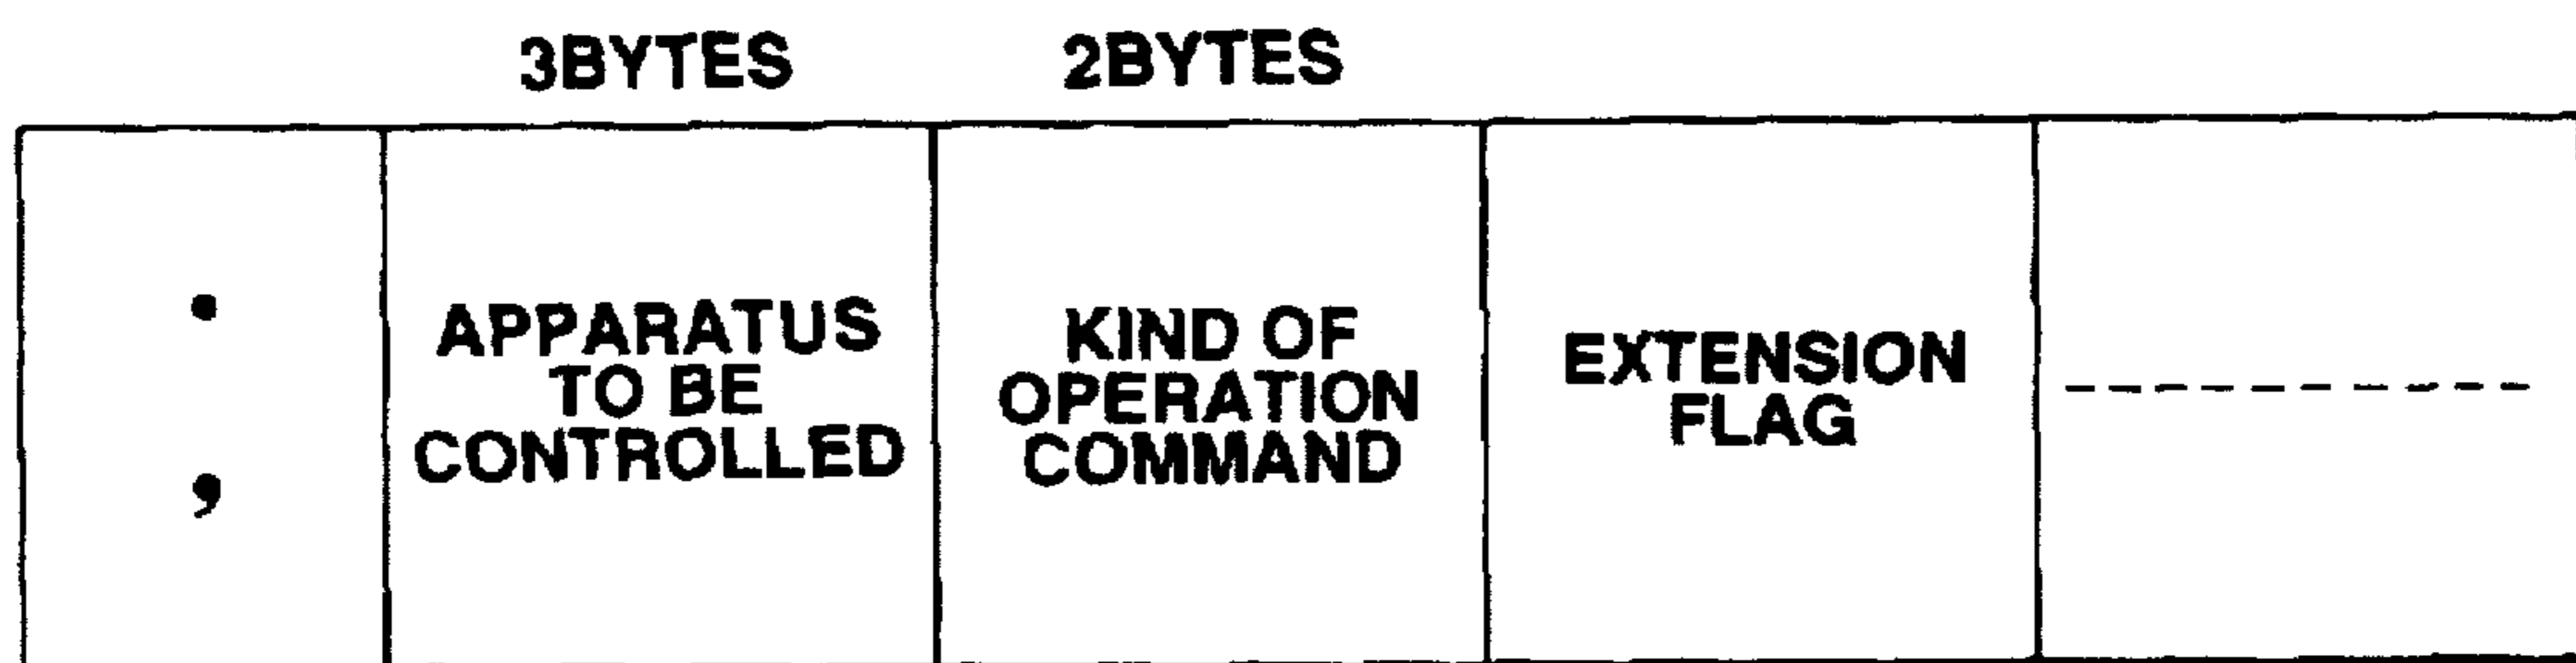 3BYTES
2BYTES
;
APPARATUS
TO BE
CONTROLLED
KIND OF
OPERATION
COMMAND
EXTENSION
FLAG
- - - - - - - - - -